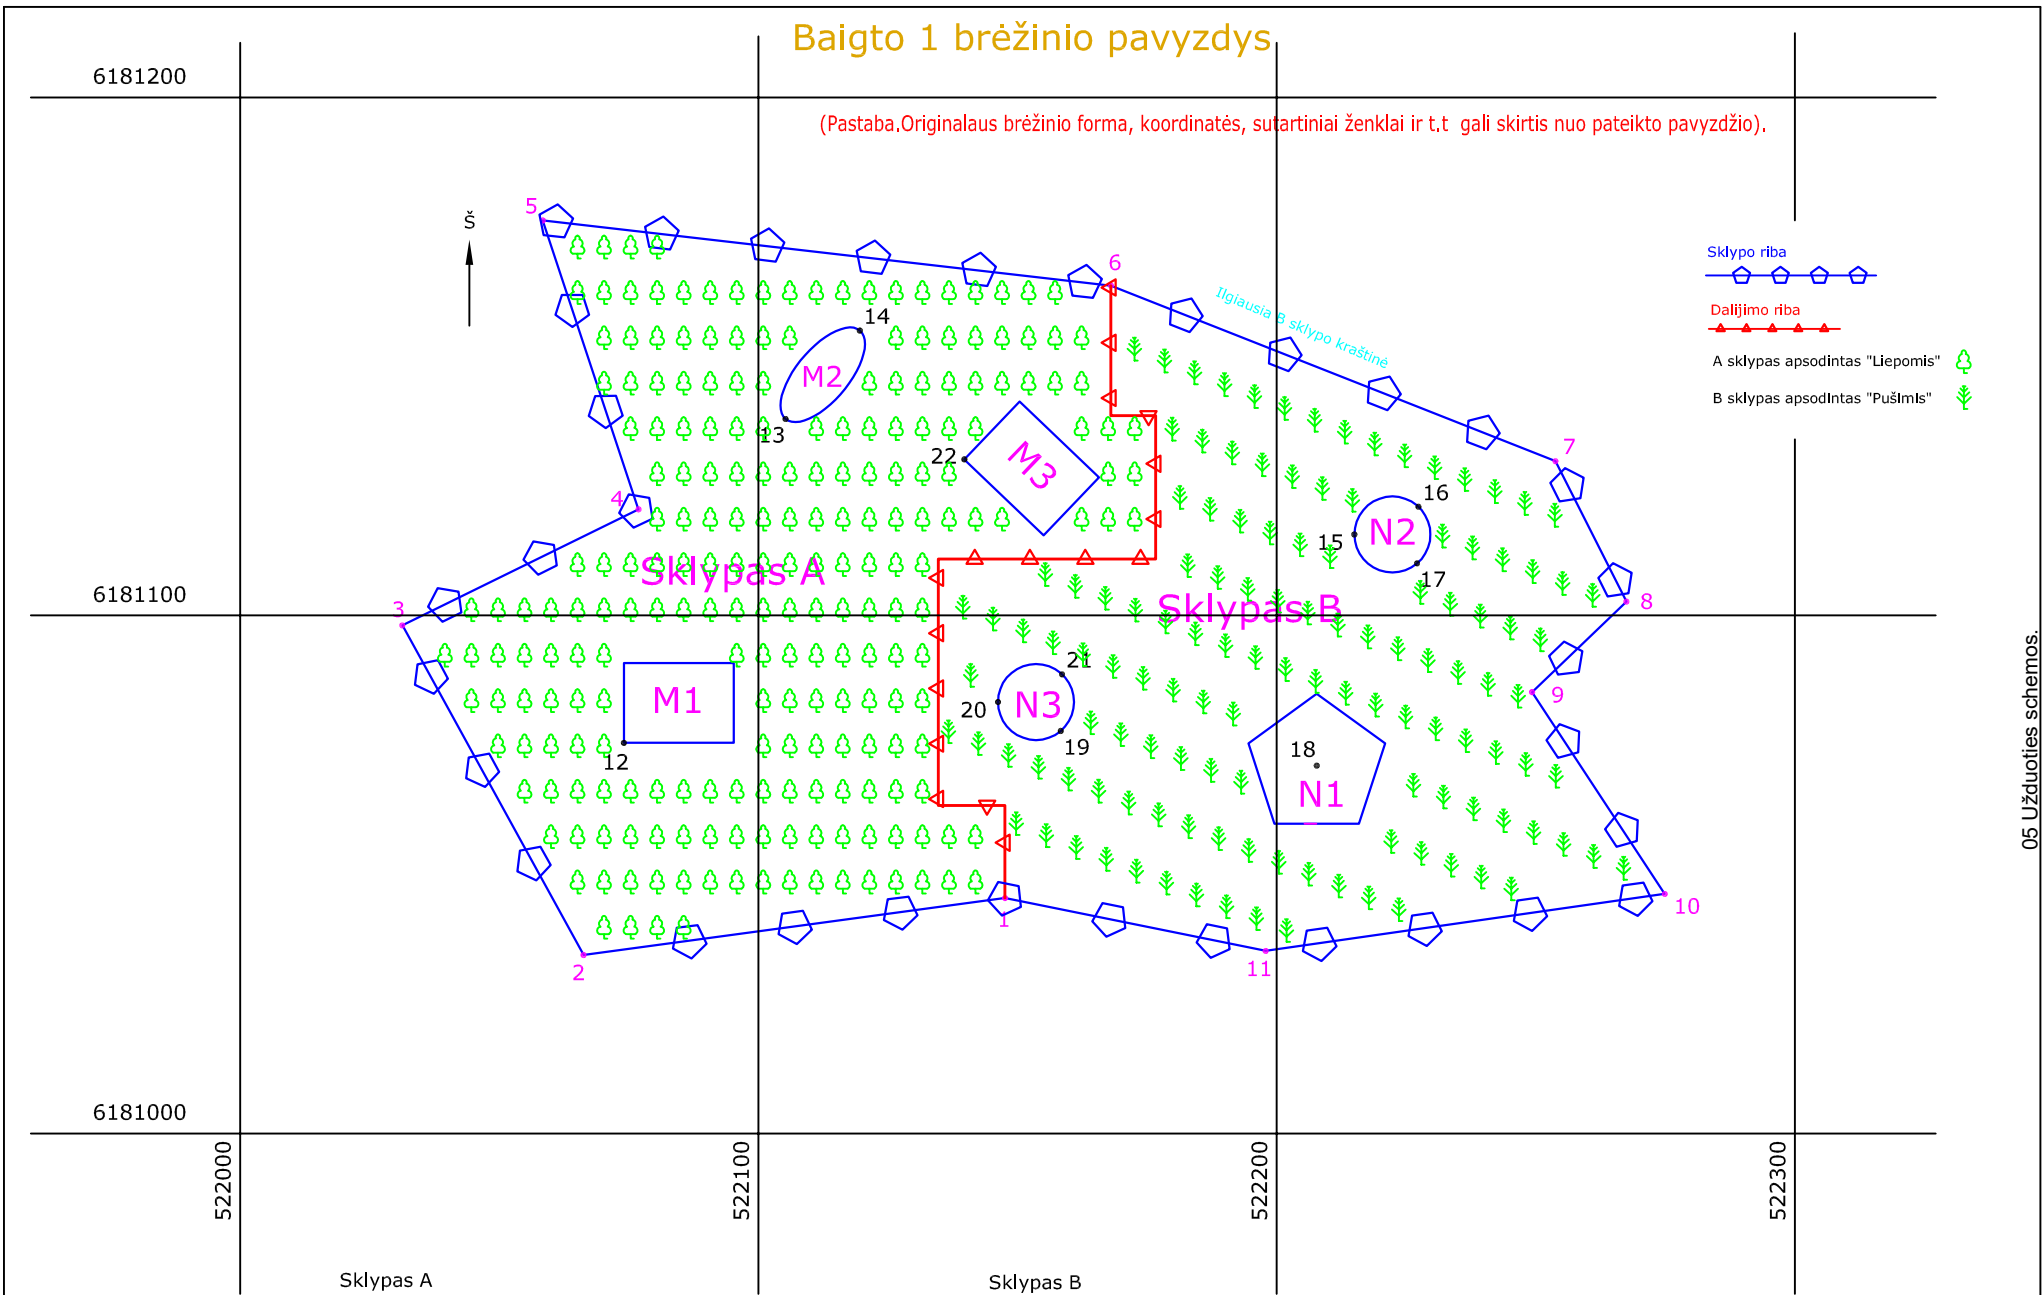 Baigto 1 brėžinio pavyzdys
6181200
(Pastaba.Originalaus brėžinio forma, koordinatės, sutartiniai ženklai ir t.t gali skirtis nuo pateikto pavyzdžio).
5
Š
6
Sklypo riba
Ilgiausia B sklypo kraštinė
Dalijimo riba
14
A sklypas apsodintas "Liepomis"
M2
B sklypas apsodintas "Pušimis"
13
22
M3
7
4
16
15
N2
17
Sklypas A
6181100
3
Sklypas B
8
21
M1
20
N3
9
19
12
18
N1
1
10
2
11
6181000
522000
522100
522200
522300
Sklypas A
Sklypas B
05 Užduoties schemos.